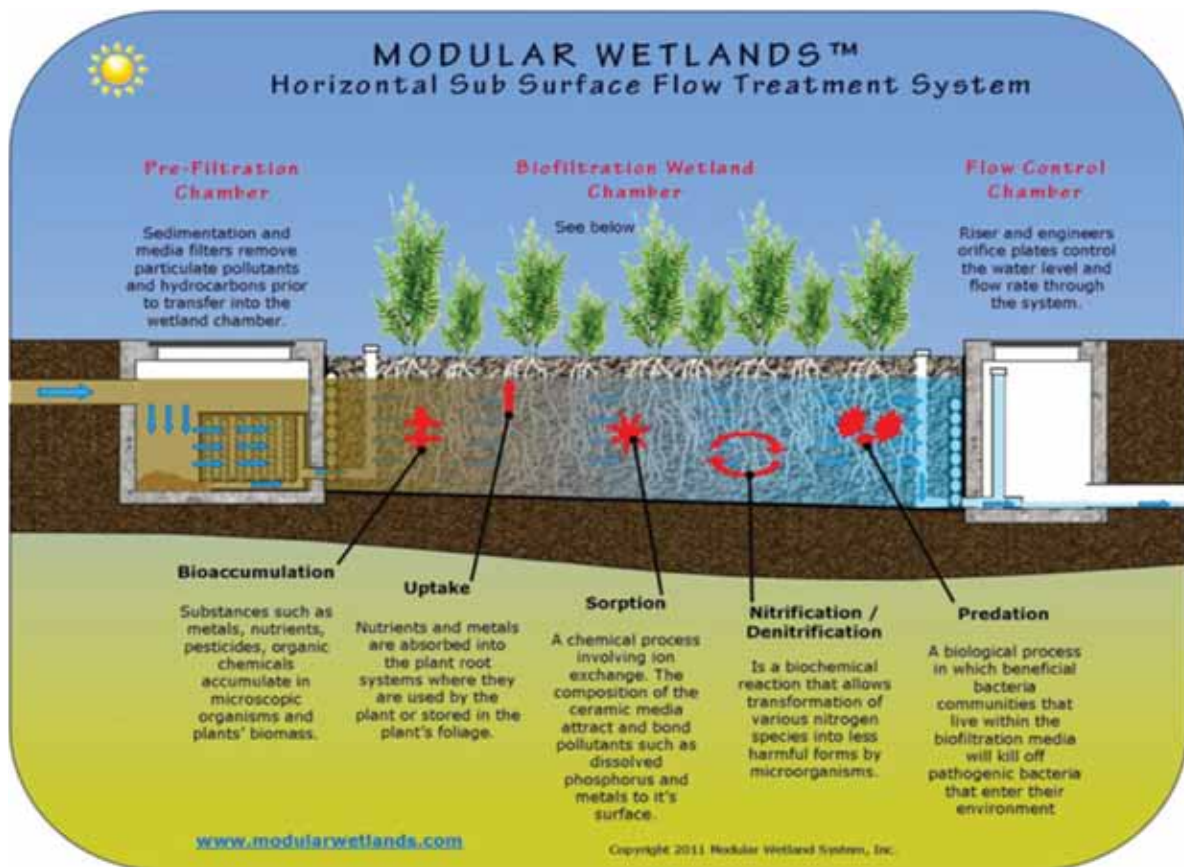 MODULAR WETLANDS™
Horizontal Sub Surface Flow Treatment System
Pre-Filtration
Chamber
Sedimentation and
media filters remove
particulate pollutants
and hydrocarbons prior
to transfer into the
wetland chamber.
Biofiltration Wetland
Chamber
See below
Flow Control
Chamber
Riser and engineers
orifice plates control
the water level and
flow rate through
the system.
Bioaccumulation
Substances such as
metals, nutrients,
pesticides, organic
chemicals
accumulate in
microscopic
organisms and
plants' biomass.
Uptake
Nutrients and metals
are absorbed into
the plant root
systems where they
are used by the
plant or stored in the
plant's foliage.
Sorption
A chemical process
involving ion
exchange. The
composition of the
ceramic media
attract and bond
pollutants such as
dissolved
phosphorus and
metals to it's
surface.
Nitrification /
Denitrification
Is a biochemical
reaction that allows
transformation of
various nitrogen
species into less
harmful forms by
microorganisms.
Predation
A biological process
in which beneficial
bacteria
communities that
live within the
biofiltration media
will kill off
pathogenic bacteria
that enter their
environment
www.modularwetlands.com
Copyright 2011 Modular Wetland System, Inc.